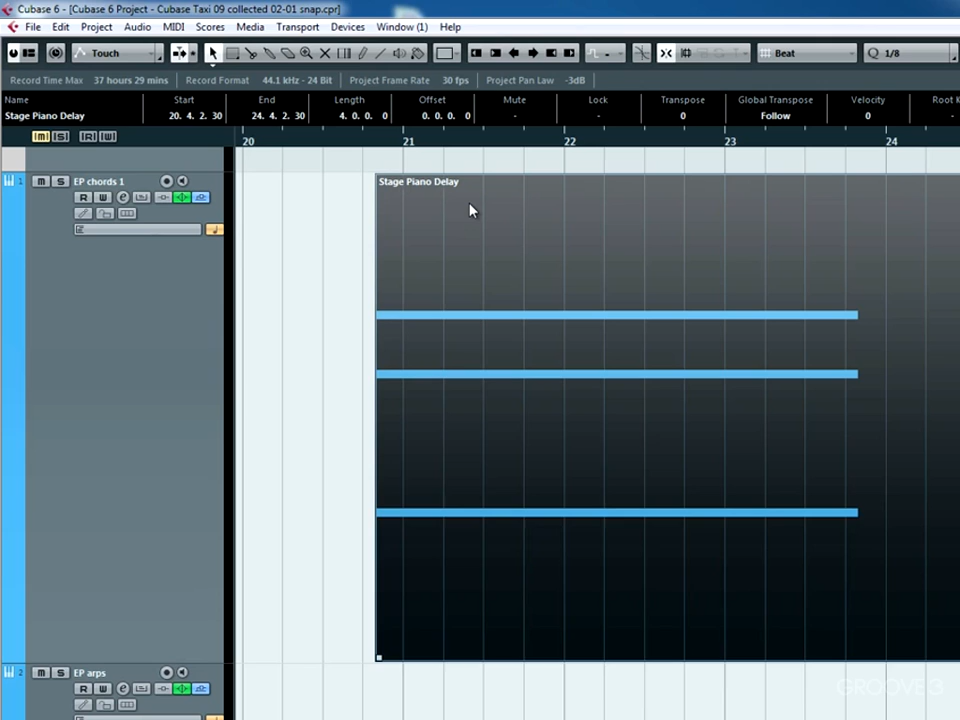 Cubase 6 - [Cubase 6 Project - Cubase Taxi 09 collected 02-01 snap.cpr]
File Edit Project Audio MIDI Scores Media Transport Devices Window (1) Help
Touch Beat Q 1/8
Record Time Max 37 hours 29 mins Record Format 44.1 kHz - 24 Bit Project Frame Rate 30 fps Project Pan Law -3dB
Name Start End Length Offset Mute Lock Transpose Global Transpose Velocity Root K
Stage Piano Delay 20. 4. 2. 30 24. 4. 2. 30 4. 0. 0. 0 0. 0. 0. 0 - - 0 Follow 0 -
M S R W 20 21 22 23 24
1 M S EP chords 1 Stage Piano Delay
R W e
2 M S EP arps
R W e
GROOVE3